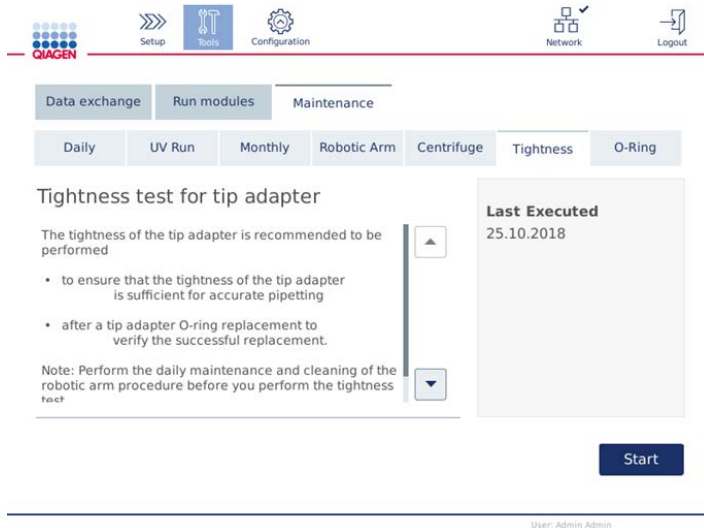 QIAGEN
Setup
Tools
Configuration
Network
Logout
Data exchange
Run modules
Maintenance
Daily
UV Run
Monthly
Robotic Arm
Centrifuge
Tightness
O-Ring
Tightness test for tip adapter
The tightness of the tip adapter is recommended to be
performed
• to ensure that the tightness of the tip adapter
is sufficient for accurate pipetting
• after a tip adapter O-ring replacement to
verify the successful replacement.
Note: Perform the daily maintenance and cleaning of the
robotic arm procedure before you perform the tightness
test
Last Executed
25.10.2018
Start
User: Admin Admin